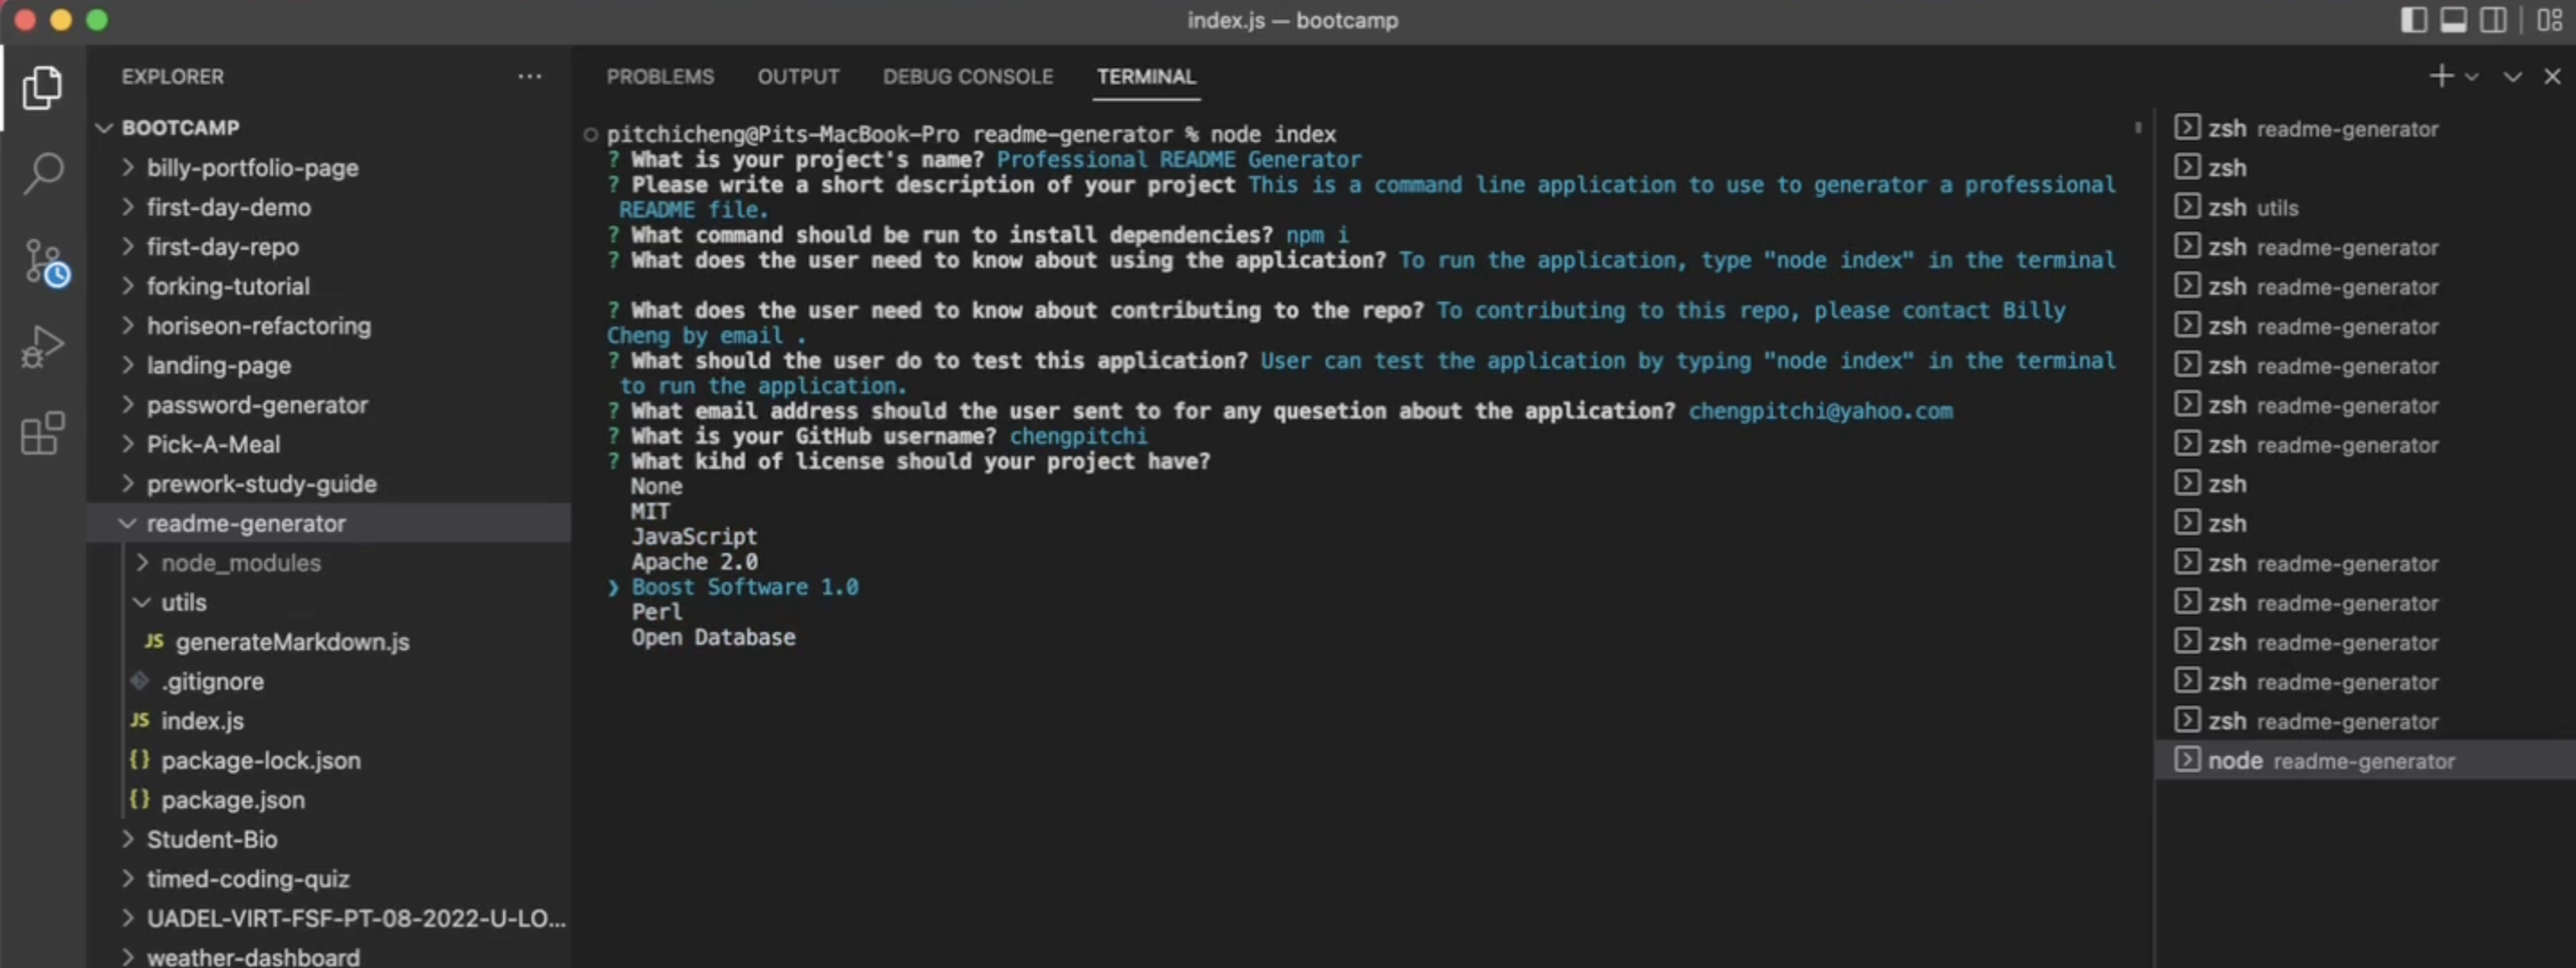 index.js — bootcamp
EXPLORER
BOOTCAMP
billy-portfolio-page
first-day-demo
first-day-repo
forking-tutorial
horiseon-refactoring
landing-page
password-generator
Pick-A-Meal
prework-study-guide
readme-generator
node_modules
utils
JS generateMarkdown.js
.gitignore
JS index.js
{} package-lock.json
{} package.json
Student-Bio
timed-coding-quiz
UADEL-VIRT-FSF-PT-08-2022-U-LO...
weather-dashboard
PROBLEMS OUTPUT DEBUG CONSOLE TERMINAL
pitchicheng@Pits-MacBook-Pro readme-generator % node index
? What is your project's name? Professional README Generator
? Please write a short description of your project This is a command line application to use to generator a professional
README file.
? What command should be run to install dependencies? npm i
? What does the user need to know about using the application? To run the application, type "node index" in the terminal
? What does the user need to know about contributing to the repo? To contributing to this repo, please contact Billy
Cheng by email .
? What should the user do to test this application? User can test the application by typing "node index" in the terminal
to run the application.
? What email address should the user sent to for any quesetion about the application? chengpitchi@yahoo.com
? What is your GitHub username? chengpitchi
? What kihd of license should your project have?
None
MIT
JavaScript
Apache 2.0
❯ Boost Software 1.0
Perl
Open Database
zsh readme-generator
zsh
zsh utils
zsh readme-generator
zsh readme-generator
zsh readme-generator
zsh readme-generator
zsh readme-generator
zsh readme-generator
zsh
zsh
zsh readme-generator
zsh readme-generator
zsh readme-generator
zsh readme-generator
zsh readme-generator
node readme-generator